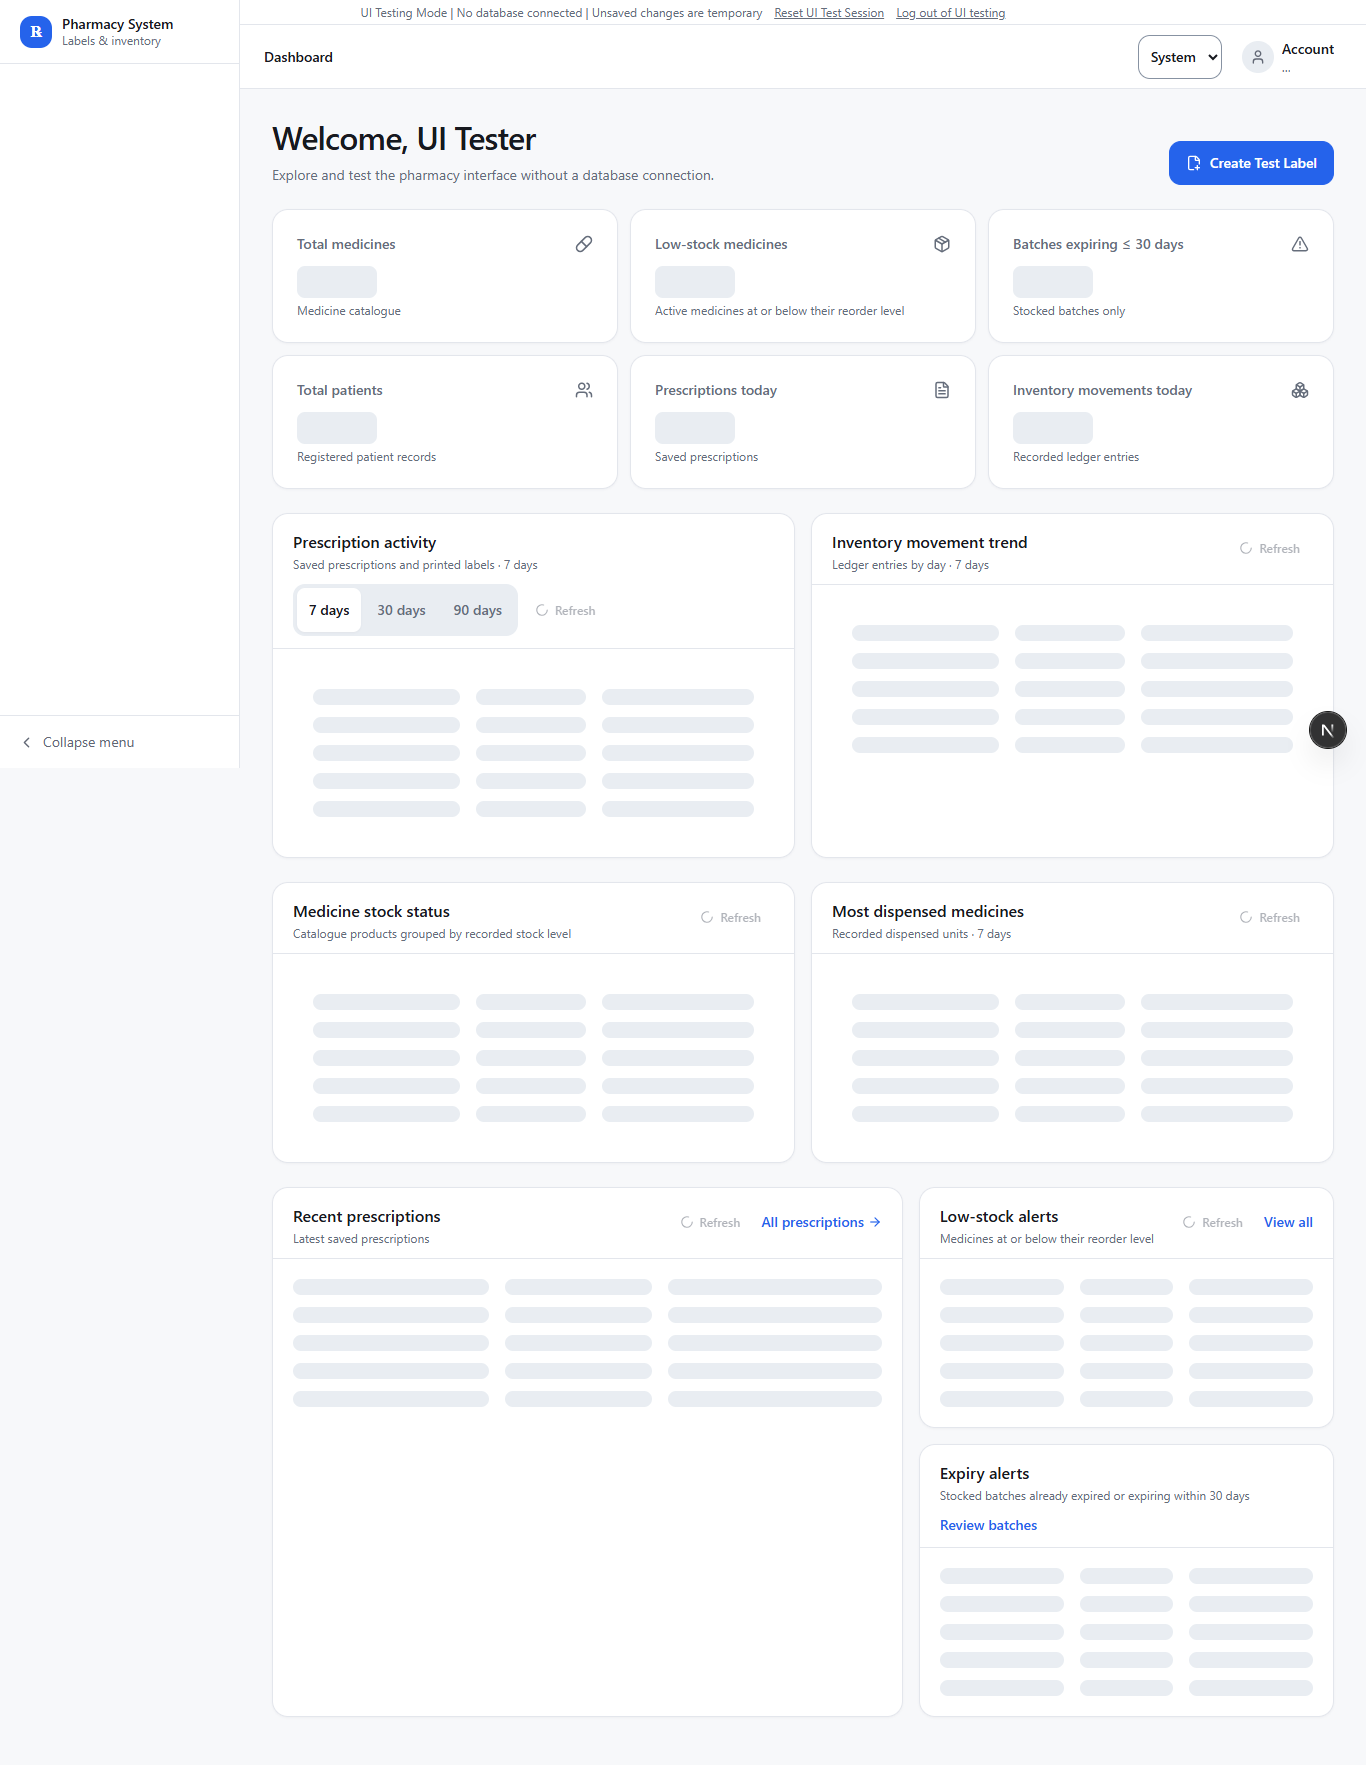 UI Testing Mode | No database connected | Unsaved changes are temporary Reset UI Test Session Log out of UI testing
Pharmacy System
Labels & inventory
Dashboard
System
Account
...
Welcome, UI Tester
Explore and test the pharmacy interface without a database connection.
Create Test Label
Total medicines
Medicine catalogue
Low-stock medicines
Active medicines at or below their reorder level
Batches expiring ≤ 30 days
Stocked batches only
Total patients
Registered patient records
Prescriptions today
Saved prescriptions
Inventory movements today
Recorded ledger entries
Prescription activity
Saved prescriptions and printed labels · 7 days
7 days 30 days 90 days Refresh
Inventory movement trend
Ledger entries by day · 7 days
Refresh
Collapse menu
Medicine stock status
Catalogue products grouped by recorded stock level
Refresh
Most dispensed medicines
Recorded dispensed units · 7 days
Refresh
Recent prescriptions
Latest saved prescriptions
Refresh All prescriptions →
Low-stock alerts
Medicines at or below their reorder level
Refresh View all
Expiry alerts
Stocked batches already expired or expiring within 30 days
Review batches